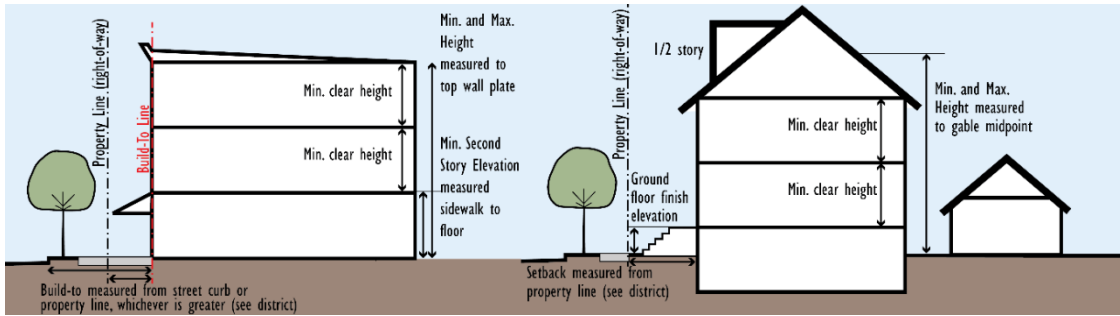 Property Line (right-of-way)
Build-To Line
Min. clear height
Min. clear height
Min. and Max.
Height
measured to
top wall plate
Min. Second
Story Elevation
measured
sidewalk to
floor
Build-to measured from street curb or
property line, whichever is greater (see district)
Property Line (right-of-way)
1/2 story
Min. clear height
Min. clear height
Ground
floor finish
elevation
Min. and Max.
Height measured
to gable midpoint
Setback measured from
property line (see district)